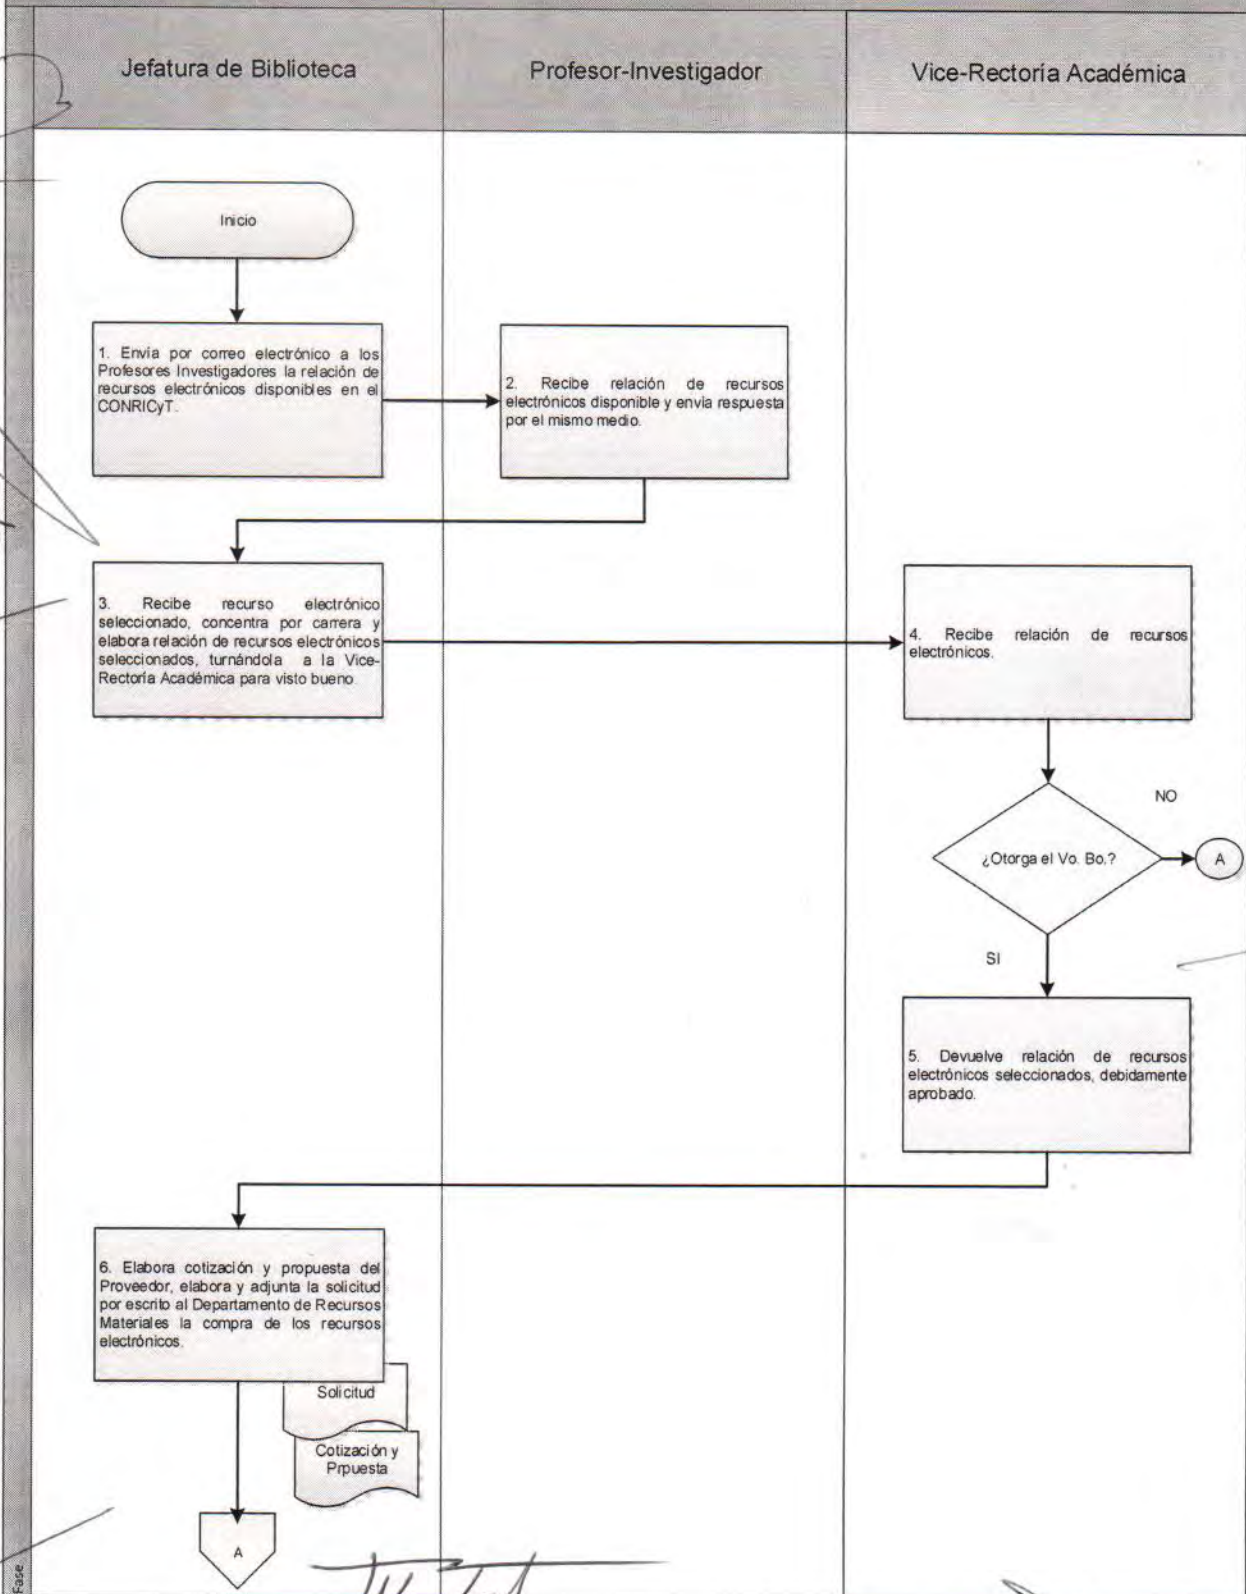 Jefatura de Biblioteca
Profesor-Investigador
Vice-Rectoría Académica
Inicio
1. Envía por correo electrónico a los
Profesores Investigadores la relación de
recursos electrónicos disponibles en el
CONRICyT.
2. Recibe relación de recursos
electrónicos disponible y envia respuesta
por el mismo medio.
3. Recibe recurso electrónico
seleccionado, concentra por carrera y
elabora relación de recursos electrónicos
seleccionados, turnándola a la Vice-
Rectoría Académica para visto bueno
4. Recibe relación de recursos
electrónicos.
¿Otorga el Vo. Bo.?
NO
A
SI
5. Devuelve relación de recursos
electrónicos seleccionados, debidamente
aprobado.
6. Elabora cotización y propuesta del
Proveedor, elabora y adjunta la solicitud
por escrito al Departamento de Recursos
Materiales la compra de los recursos
electrónicos.
Solicitud
Cotización y
Prpuesta
A
Fase